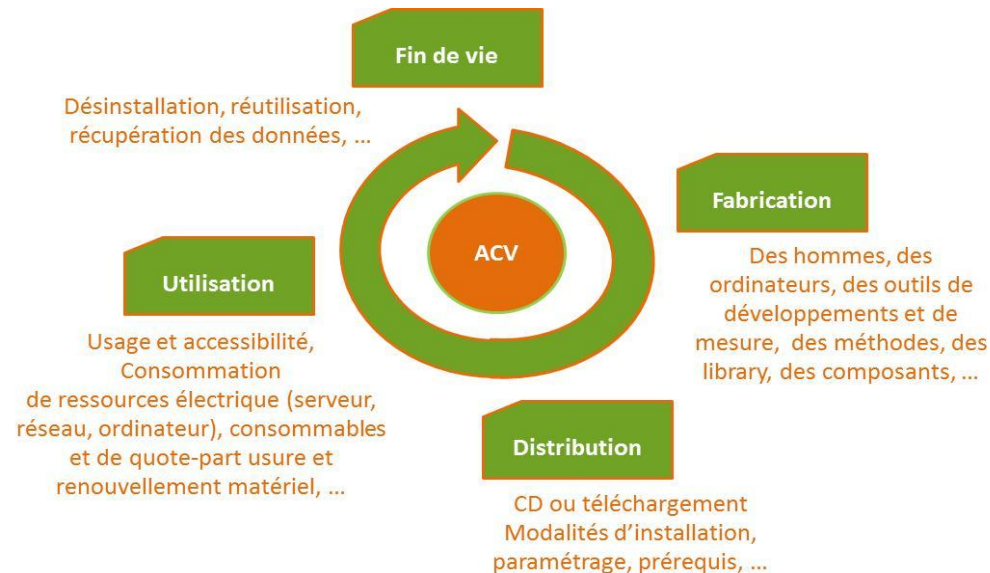 Fin de vie
Désinstallation, réutilisation,
récupération des données, ...
Fabrication
Des hommes, des
ordinateurs, des outils de
développements et de
mesure, des méthodes, des
library, des composants, ...
ACV
Utilisation
Usage et accessibilité,
Consommation
de ressources électrique (serveur,
réseau, ordinateur), consommables
et de quote-part usure et
renouvellement matériel, ...
Distribution
CD ou téléchargement
Modalités d'installation,
paramétrage, prérequis, ...